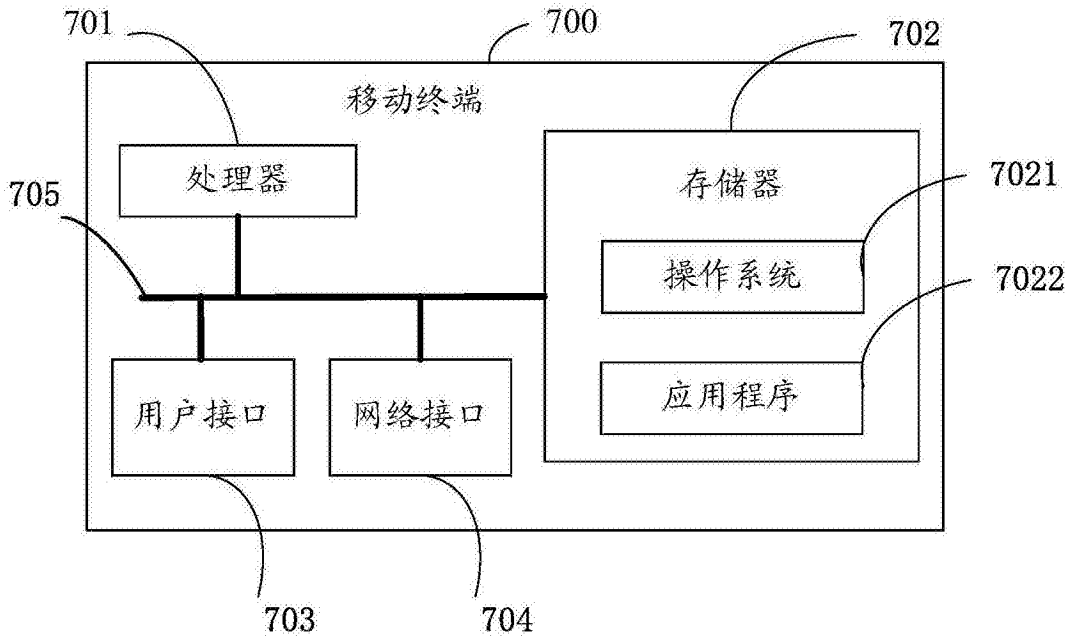 701
700
702
移动终端
处理器
存储器
7021
705
操作系统
7022
用户接口
网络接口
应用程序
703
704